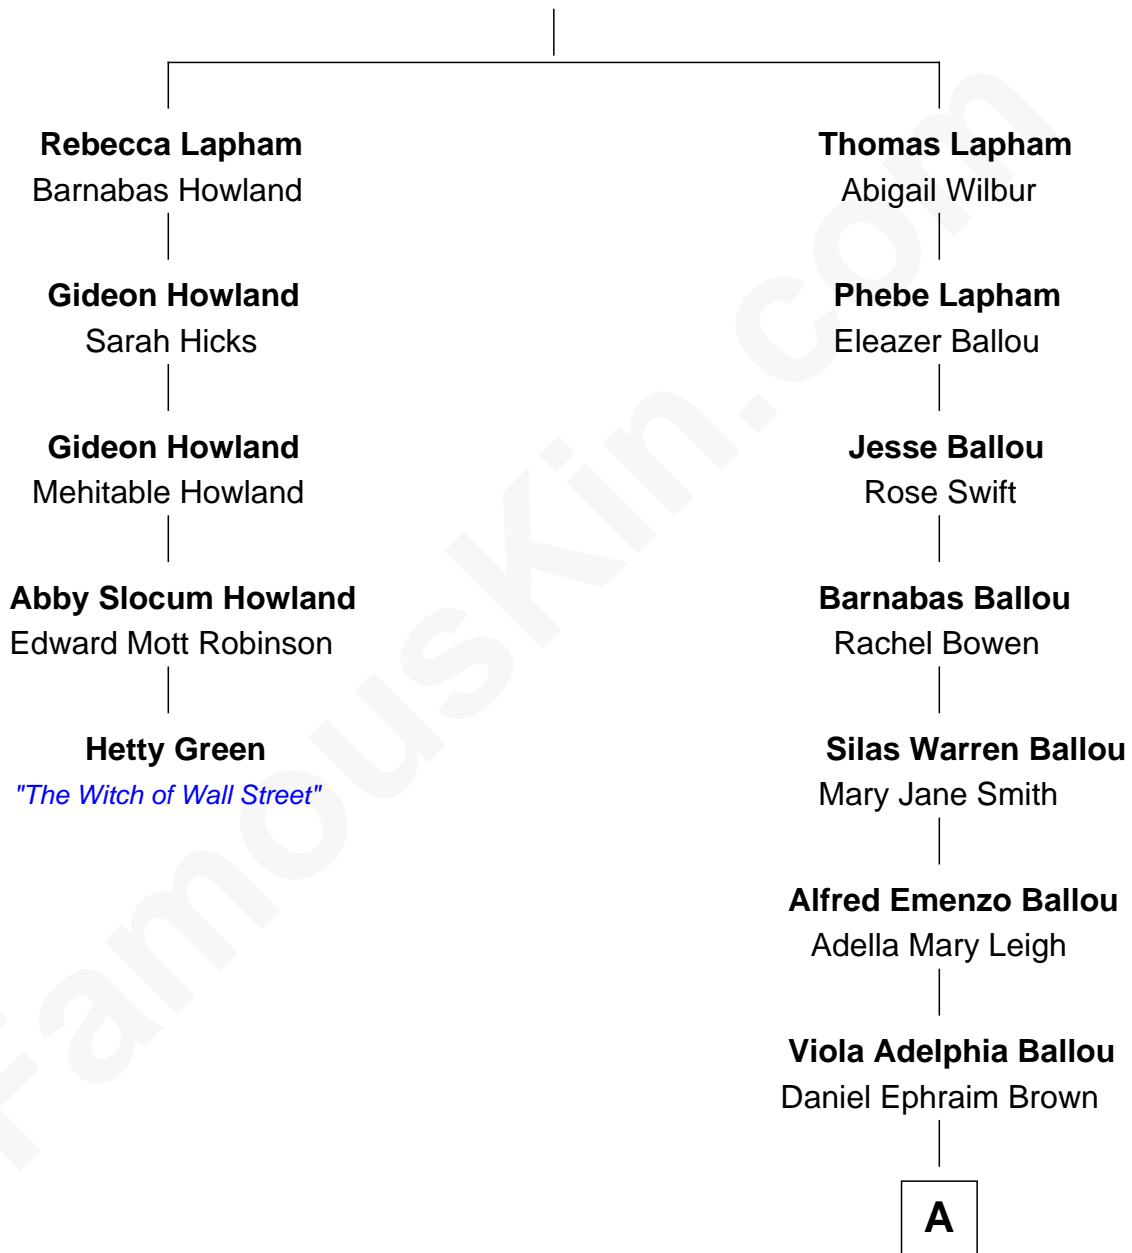 Rebecca Lapham
Barnabas Howland
Gideon Howland
Sarah Hicks
Gideon Howland
Mehitable Howland
Abby Slocum Howland
Edward Mott Robinson
Hetty Green
"The Witch of Wall Street"
Thomas Lapham
Abigail Wilbur
Phebe Lapham
Eleazer Ballou
Jesse Ballou
Rose Swift
Barnabas Ballou
Rachel Bowen
Silas Warren Ballou
Mary Jane Smith
Alfred Emenzo Ballou
Adella Mary Leigh
Viola Adelphia Ballou
Daniel Ephraim Brown
A
FamousKin.com